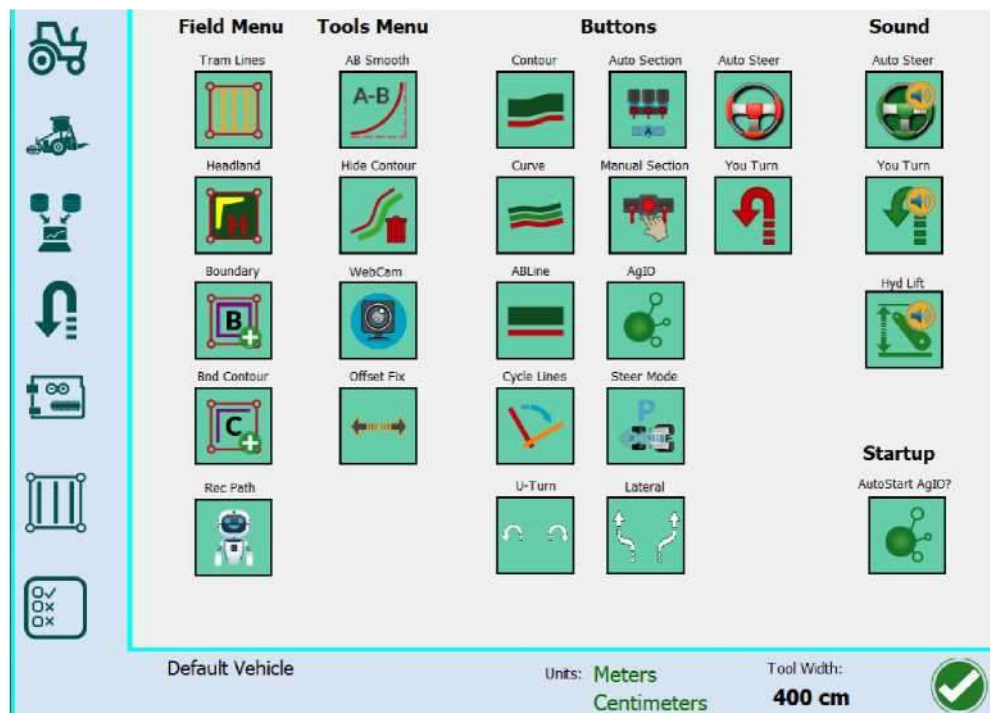 Field Menu Tools Menu Buttons Sound
Tram Lines AB Smooth Contour Auto Section Auto Steer Auto Steer
A-B
A
Headland Hide Contour Curve Manual Section You Turn You Turn
H
Boundary WebCam ABLine AgIO Hyd Lift
B
Bnd Contour Offset Fix Cycle Lines Steer Mode
C
P
Startup
Rec Path U-Turn Lateral AutoStart AgIO?
Default Vehicle Units: Meters Tool Width:
Centimeters 400 cm